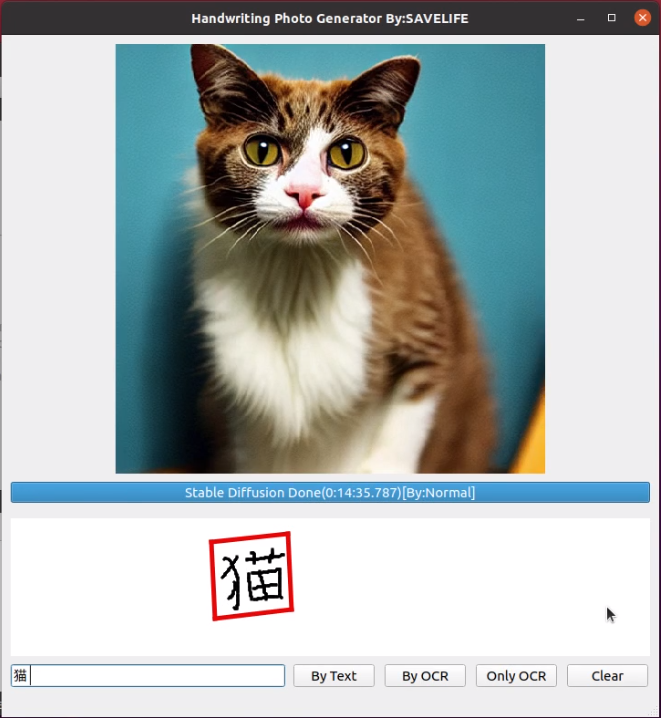 Handwriting Photo Generator By:SAVELIFE
Stable Diffusion Done(0:14:35.787)[By:Normal]
猫
猫
By Text
By OCR
Only OCR
Clear